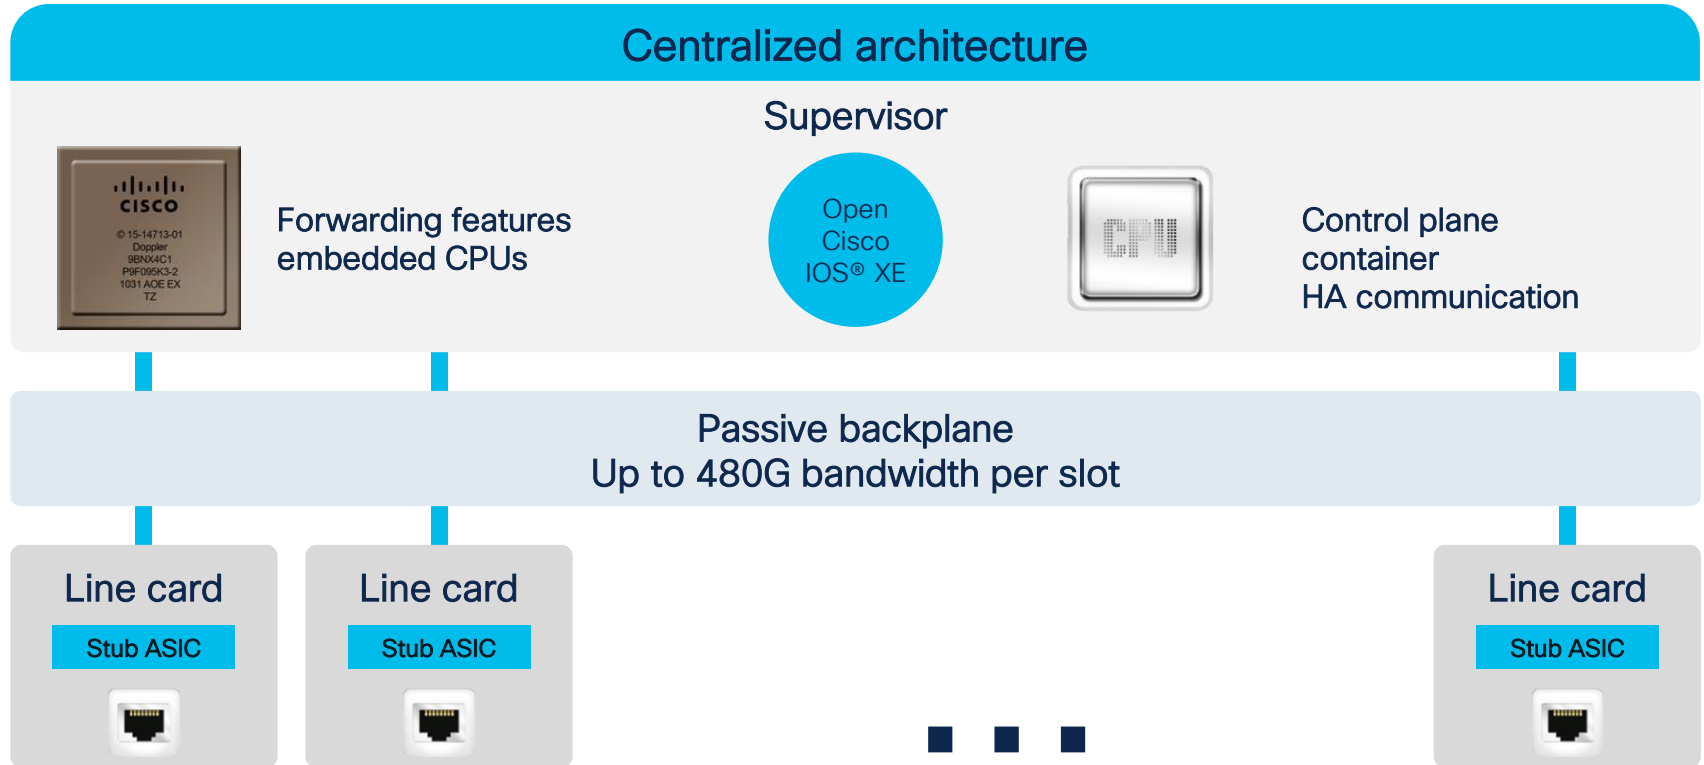 Centralized architecture
Supervisor
CISCO
© 15-14713-01
Doppler
9BNX4C1
P9F095K3-2
1031 AOE EX
TZ
Forwarding features
embedded CPUs
Open
Cisco
IOS® XE
CPU
Control plane
container
HA communication
Passive backplane
Up to 480G bandwidth per slot
Line card
Stub ASIC
Line card
Stub ASIC
Line card
Stub ASIC